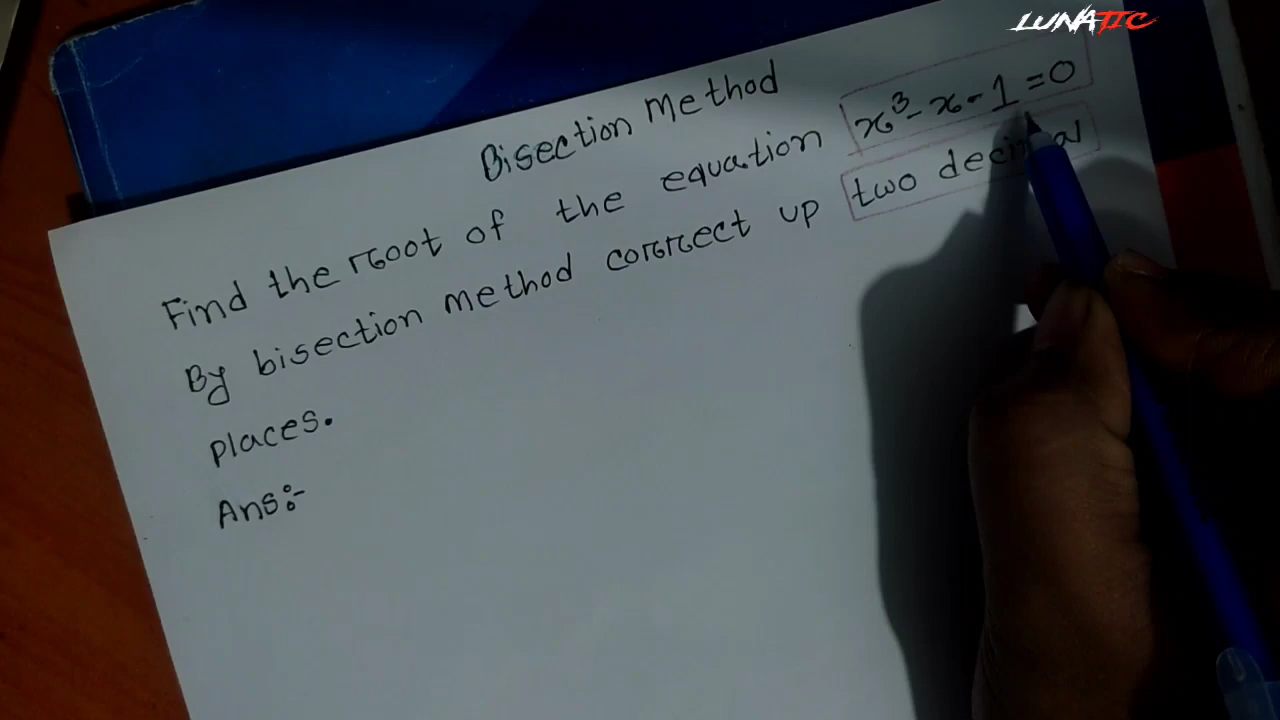 LUNATIC
Bisection Method
Find the root of the equation x³ - x - 1 = 0
By bisection method correct up two decimal
places.
Ans:-